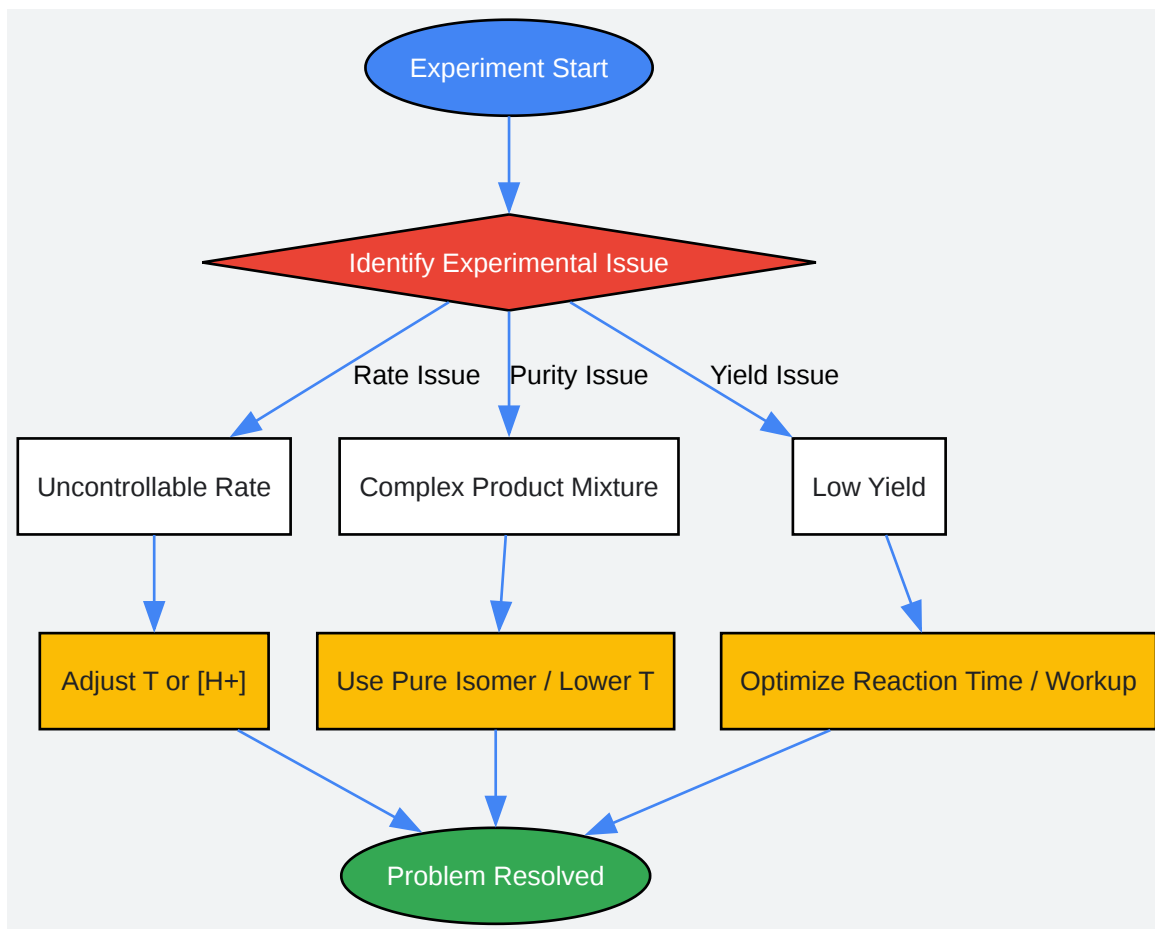 Experiment Start
Identify Experimental Issue
Rate Issue
Purity Issue
Yield Issue
Uncontrollable Rate
Complex Product Mixture
Low Yield
Adjust T or [H+]
Use Pure Isomer / Lower T
Optimize Reaction Time / Workup
Problem Resolved